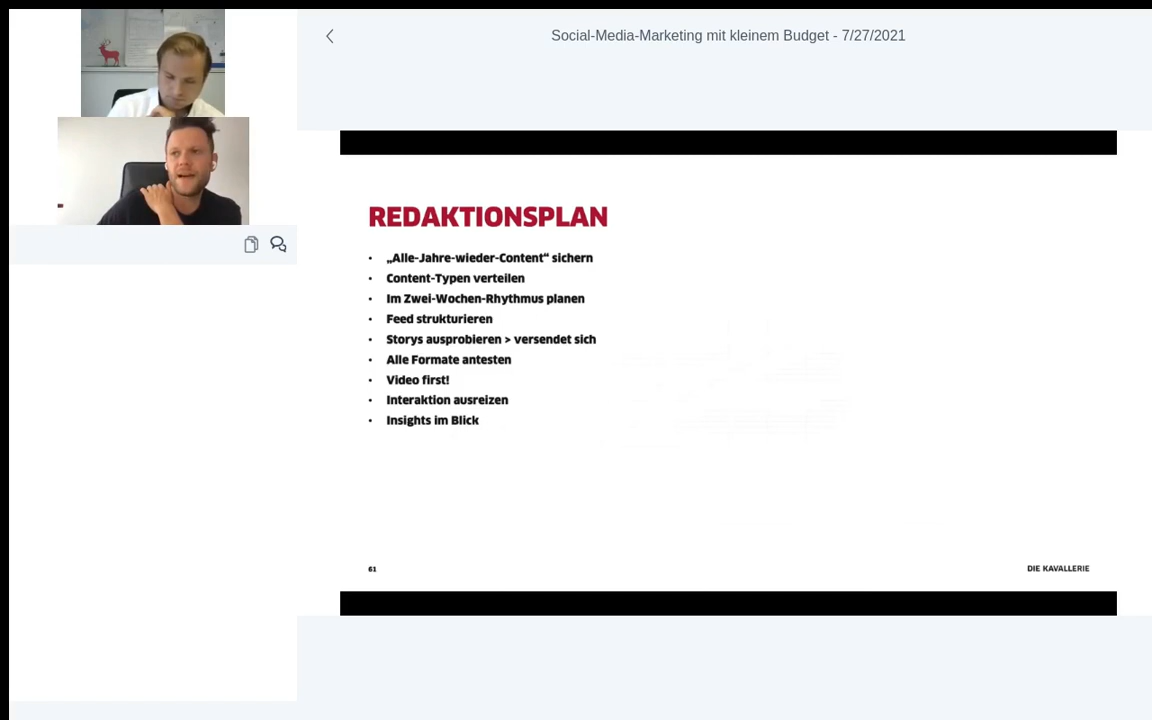 Social-Media-Marketing mit kleinem Budget - 7/27/2021
REDAKTIONSPLAN
• „Alle-Jahre-wieder-Content“ sichern
• Content-Typen verteilen
• Im Zwei-Wochen-Rhythmus planen
• Feed strukturieren
• Storys ausprobieren > versendet sich
• Alle Formate antesten
• Video first!
• Interaktion ausreizen
• Insights im Blick
61
DIE KAVALLERIE